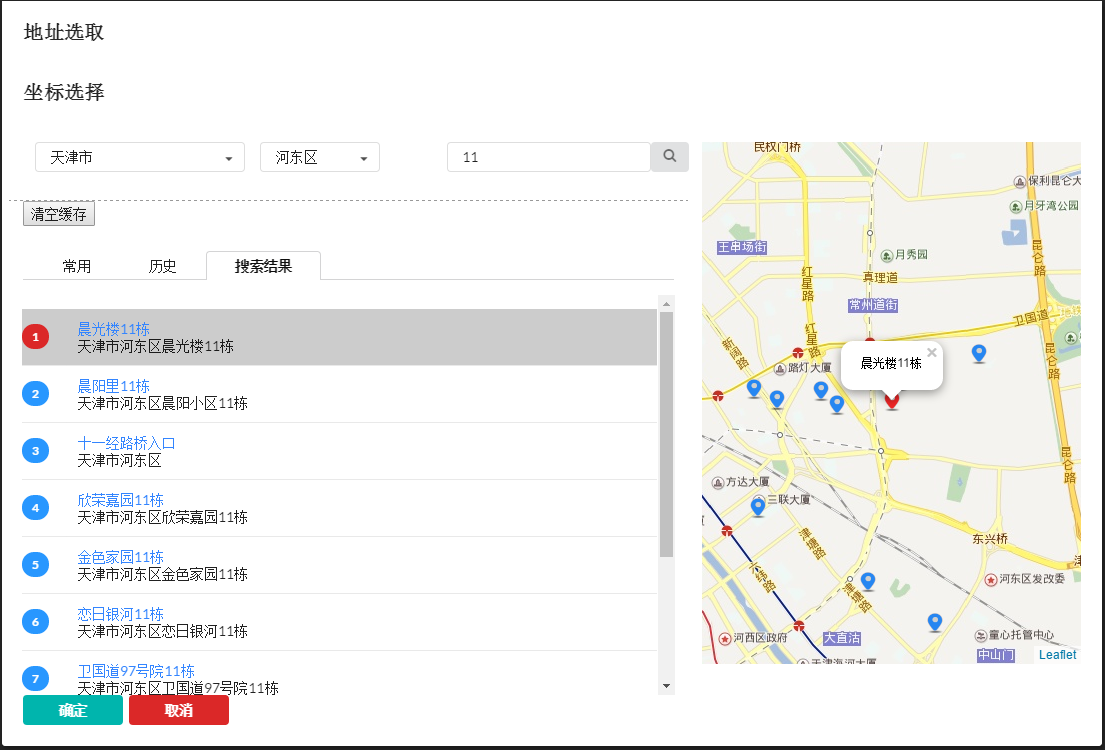 地址选取
坐标选择
天津市
河东区
11
清空缓存
常用
历史
搜索结果
1
晨光楼11栋
天津市河东区晨光楼11栋
2
晨阳里11栋
天津市河东区晨阳小区11栋
3
十一经路桥入口
天津市河东区
4
欣荣嘉园11栋
天津市河东区欣荣嘉园11栋
5
金色家园11栋
天津市河东区金色家园11栋
6
恋日银河11栋
天津市河东区恋日银河11栋
7
卫国道97号院11栋
天津市河东区卫国道97号院11栋
确定
取消
民权门桥
保利昆仑大
月牙湾公园
王串场街
昆仑路
月秀园
红星路
真理道
常州道街
卫国道
红星路
新阔路
昆仑路
晨光楼11栋
×
路灯大厦
昆仑路
方达大厦
三联大厦
津塘路
东兴桥
六纬路
津塘路
河东区发改委
河西区政府
大直沽
童心托管中心
中山门
天津海河大厦
Leaflet